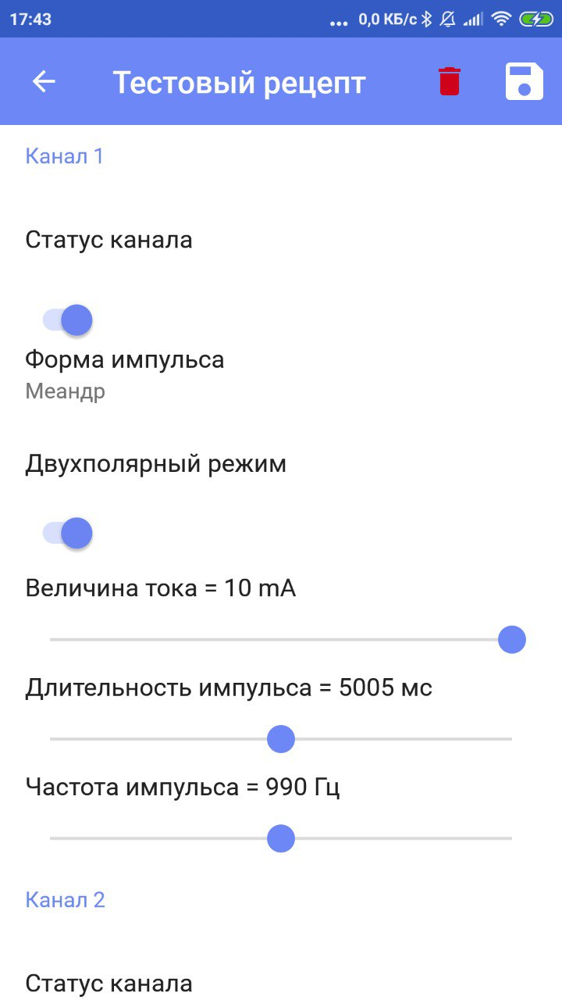 17:43
... 0,0 КБ/с
Тестовый рецепт
Канал 1
Статус канала
Форма импульса
Меандр
Двухполярный режим
Величина тока = 10 mA
Длительность импульса = 5005 мс
Частота импульса = 990 Гц
Канал 2
Статус канала